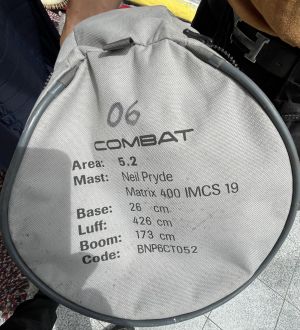 06
COMBAT
Area: 5.2
Mast: Neil Pryde
Matrix 400 IMCS 19
Base: 26 cm
Luff: 426 cm
Boom: 173 cm
Code: BNP6CT052